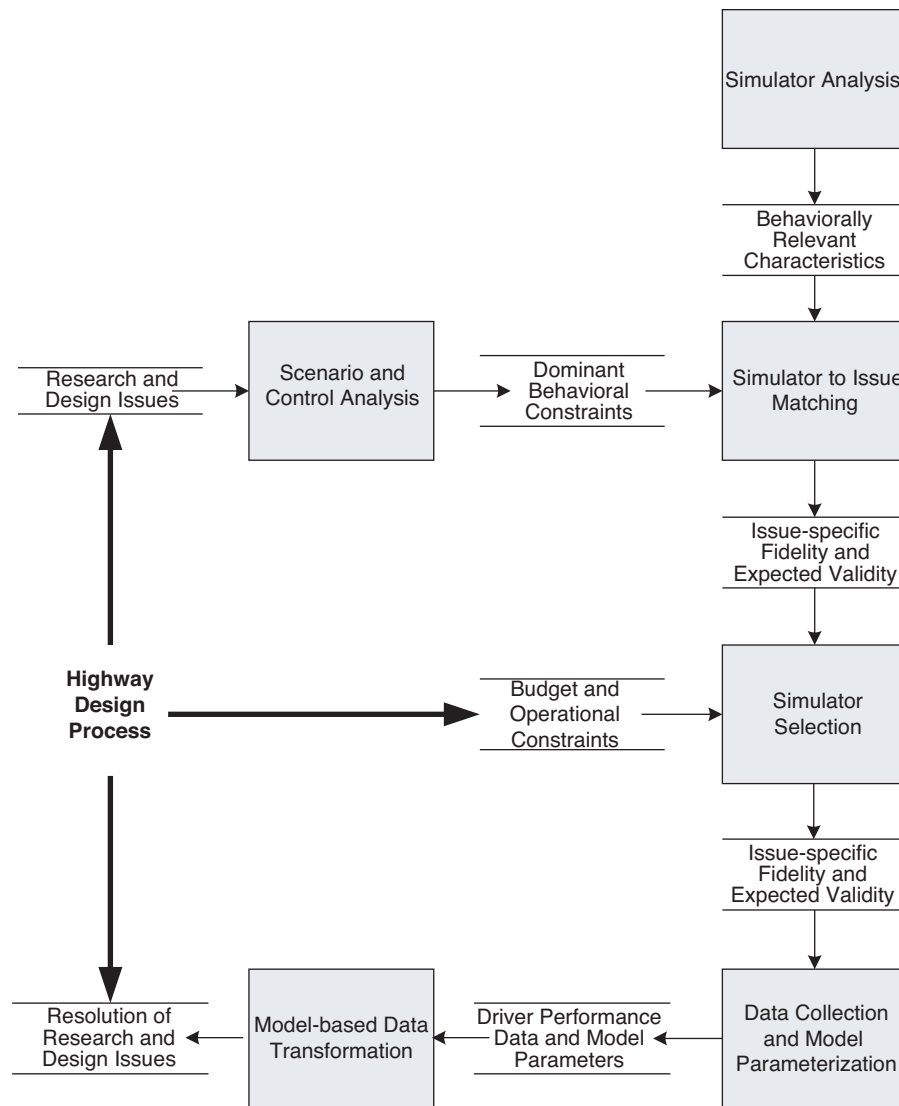 Simulator Analysis
Behaviorally
Relevant
Characteristics
Research and
Design Issues
Scenario and
Control Analysis
Dominant
Behavioral
Constraints
Simulator to Issue
Matching
Issue-specific
Fidelity and
Expected Validity
Highway
Design
Process
Budget and
Operational
Constraints
Simulator
Selection
Issue-specific
Fidelity and
Expected Validity
Resolution of
Research and
Design Issues
Model-based Data
Transformation
Driver Performance
Data and Model
Parameters
Data Collection
and Model
Parameterization